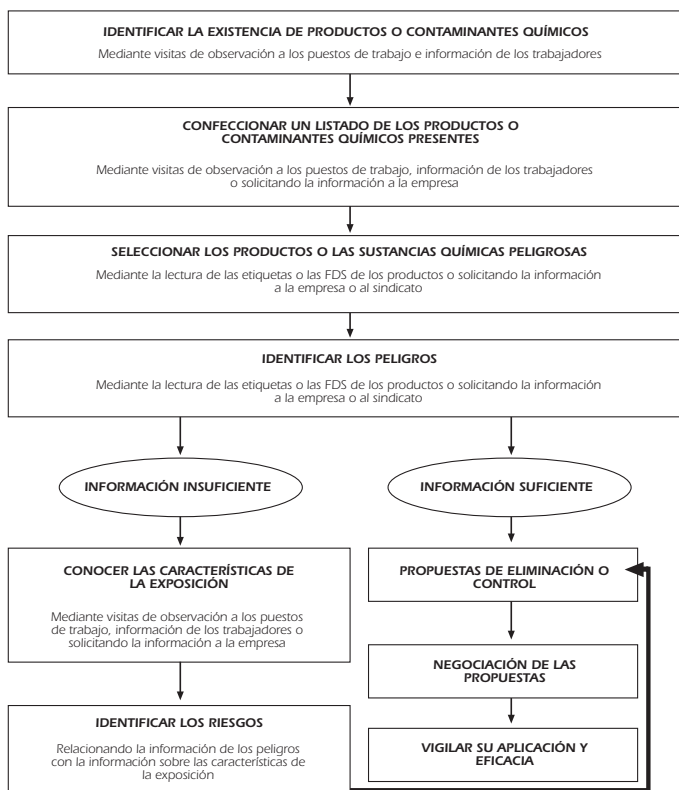 IDENTIFICAR LA EXISTENCIA DE PRODUCTOS O CONTAMINANTES QUÍMICOS
Mediante visitas de observación a los puestos de trabajo e información de los trabajadores
CONFECCIONAR UN LISTADO DE LOS PRODUCTOS O
CONTAMINANTES QUÍMICOS PRESENTES
Mediante visitas de observación a los puestos de trabajo, información de los trabajadores
o solicitando la información a la empresa
SELECCIONAR LOS PRODUCTOS O LAS SUSTANCIAS QUÍMICAS PELIGROSAS
Mediante la lectura de las etiquetas o las FDS de los productos o solicitando la información
a la empresa o al sindicato
IDENTIFICAR LOS PELIGROS
Mediante la lectura de las etiquetas o las FDS de los productos o solicitando la información
a la empresa o al sindicato
INFORMACIÓN INSUFICIENTE
INFORMACIÓN SUFICIENTE
CONOCER LAS CARACTERÍSTICAS DE
LA EXPOSICIÓN
Mediante visitas de observación a los puestos
de trabajo, información de los trabajadores o
solicitando la información a la empresa
IDENTIFICAR LOS RIESGOS
Relacionando la información de los peligros
con la información sobre las características de
la exposición
PROPUESTAS DE ELIMINACIÓN O
CONTROL
NEGOCIACIÓN DE LAS
PROPUESTAS
VIGILAR SU APLICACIÓN Y
EFICACIA